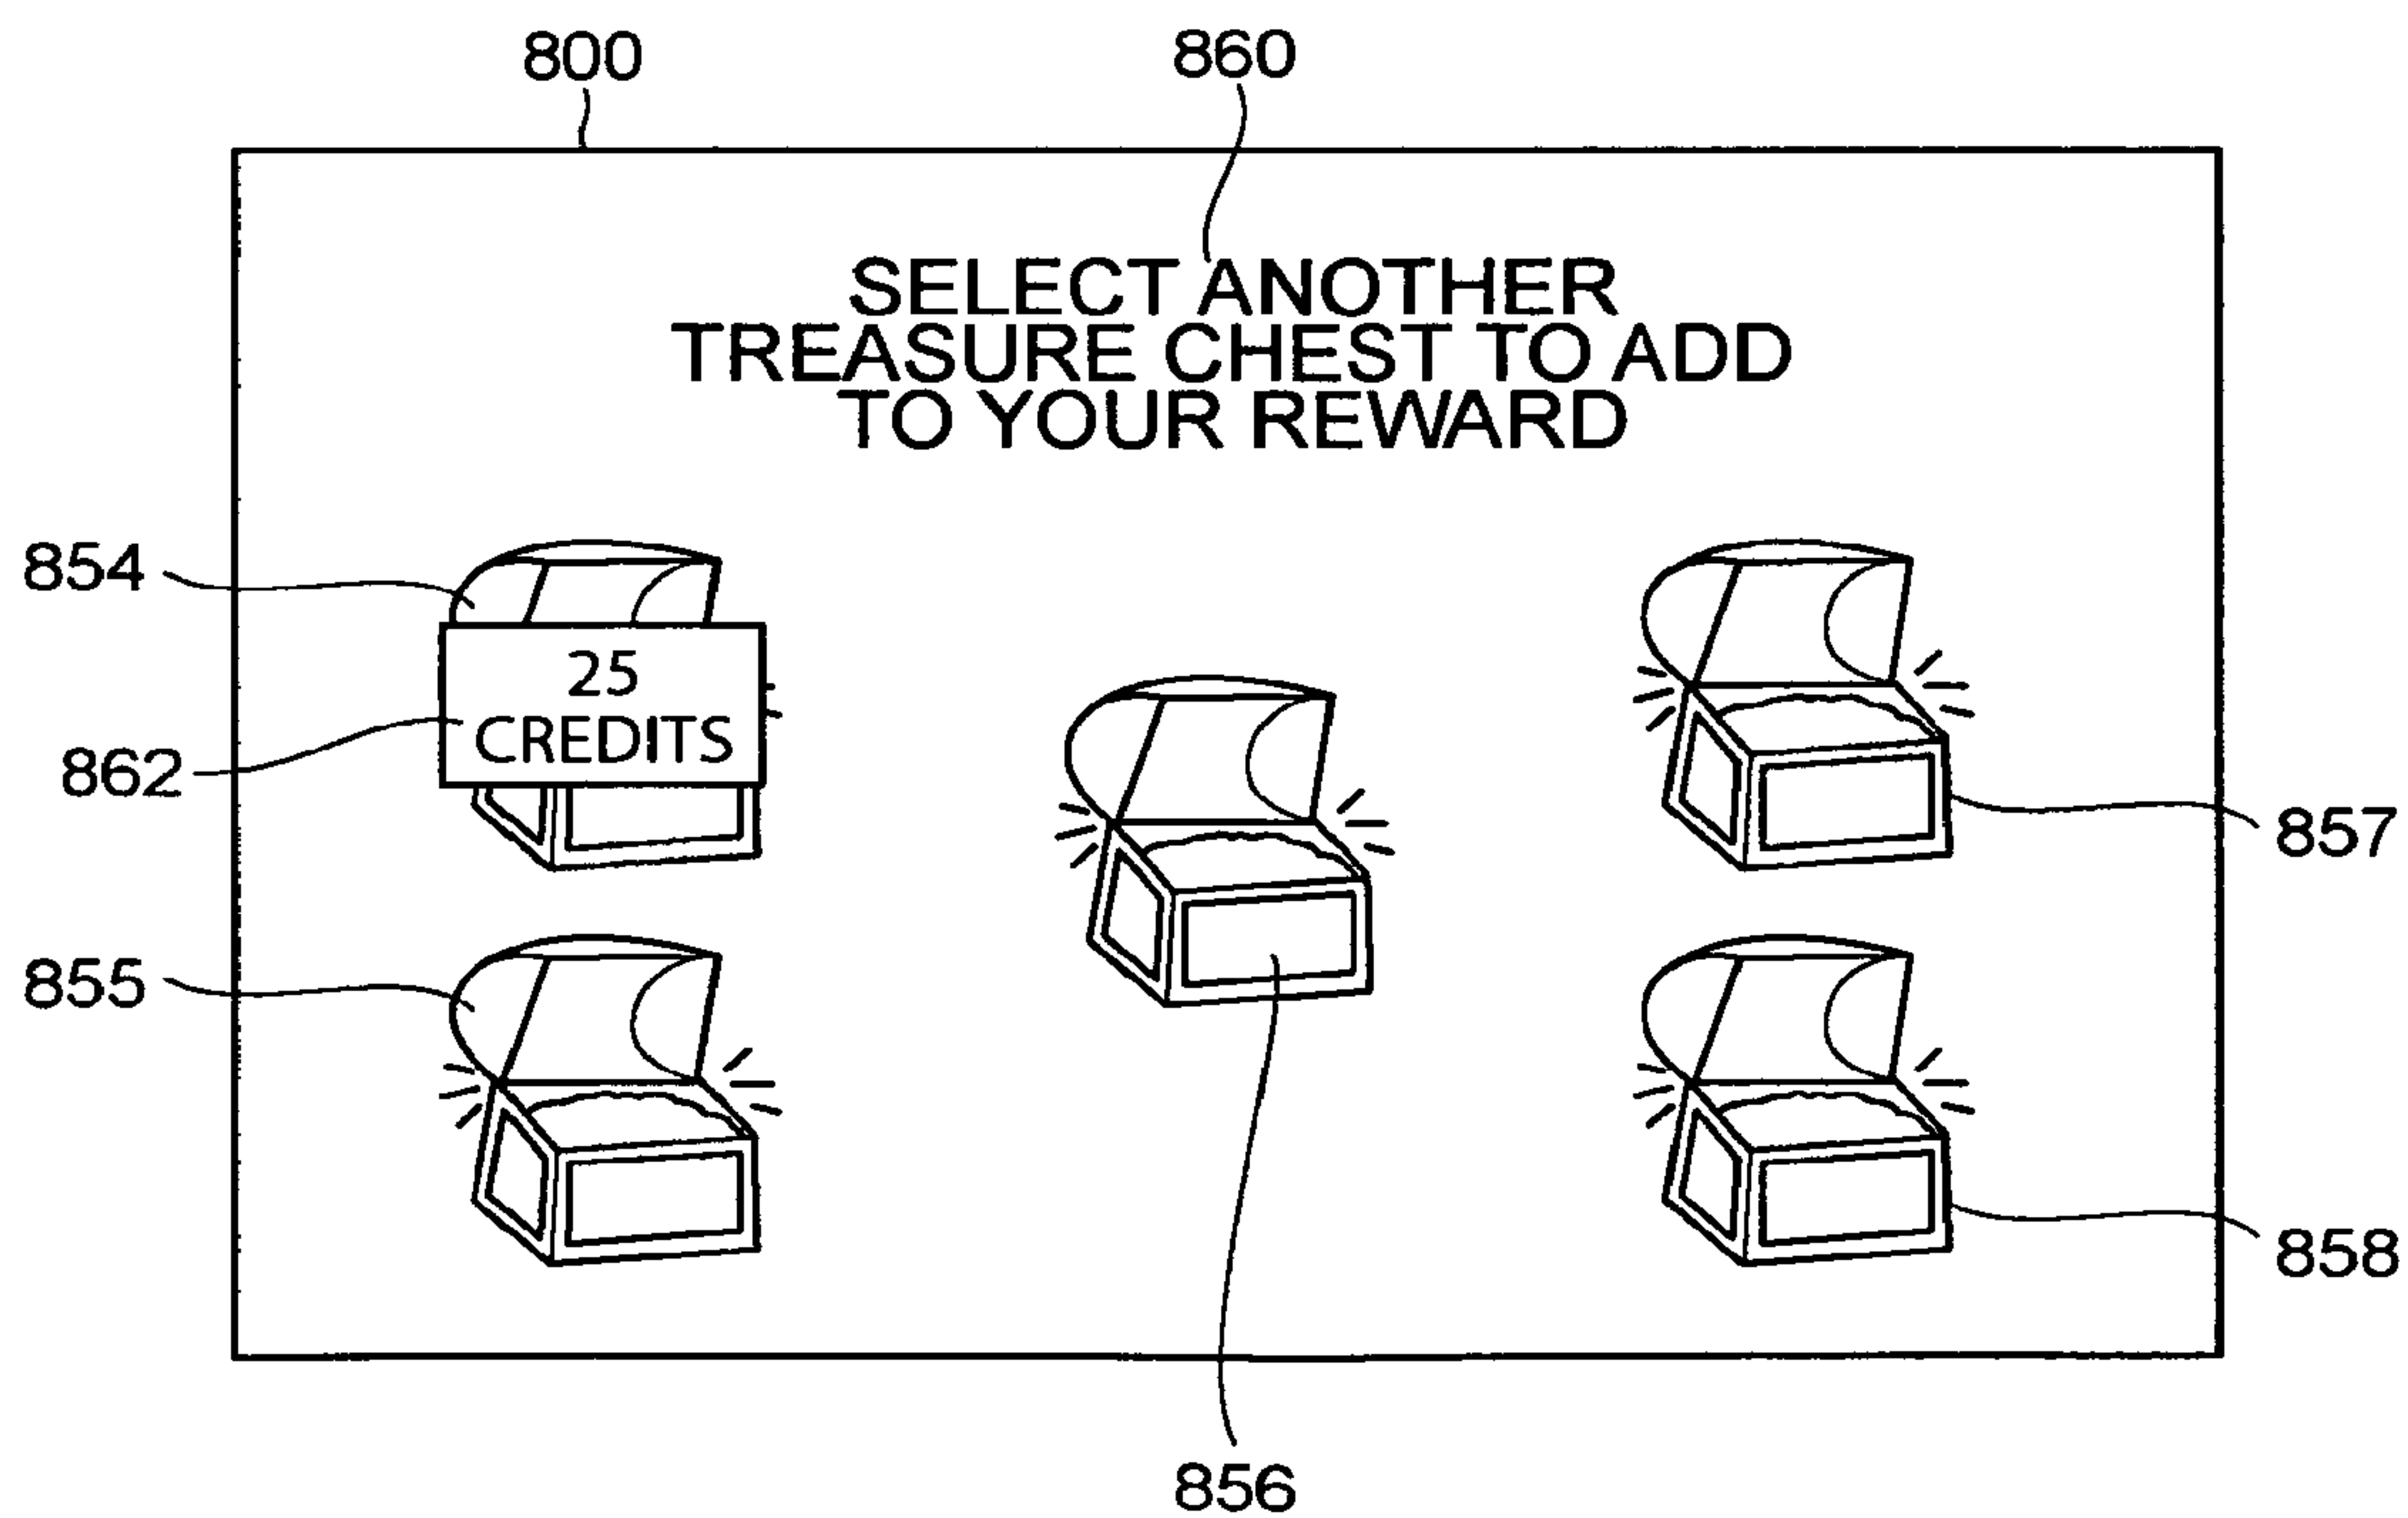 800
860
SELECT ANOTHER
TREASURE CHEST TO ADD
TO YOUR REWARD
854
25
CREDITS
862
857
855
858
856